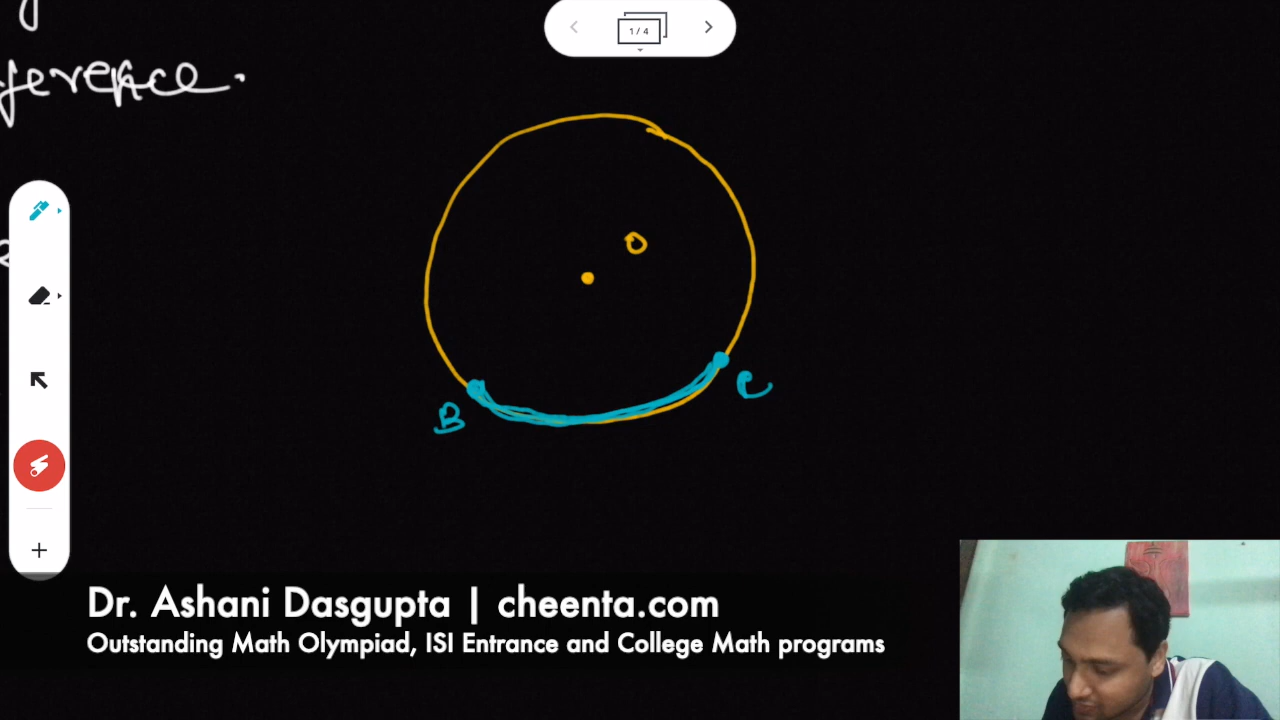 1 / 4
ference.
O
B
C
Dr. Ashani Dasgupta | cheenta.com
Outstanding Math Olympiad, ISI Entrance and College Math programs